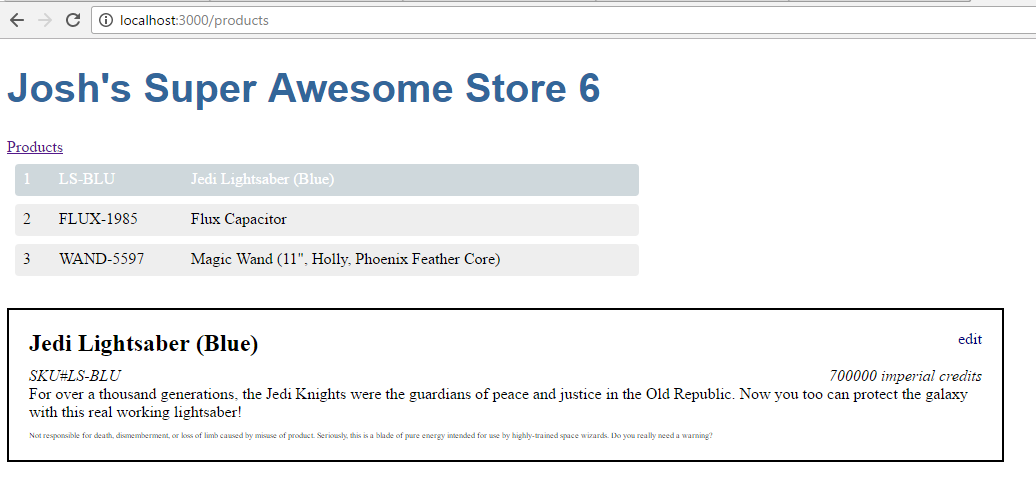 localhost:3000/products
Josh's Super Awesome Store 6
Products
1 LS-BLU Jedi Lightsaber (Blue)
2 FLUX-1985 Flux Capacitor
3 WAND-5597 Magic Wand (11", Holly, Phoenix Feather Core)
Jedi Lightsaber (Blue) edit
SKU#LS-BLU 700000 imperial credits
For over a thousand generations, the Jedi Knights were the guardians of peace and justice in the Old Republic. Now you too can protect the galaxy
with this real working lightsaber!
Not responsible for death, dismemberment, or loss of limb caused by misuse of product. Seriously, this is a blade of pure energy intended for use by highly-trained space wizards. Do you really need a warning?